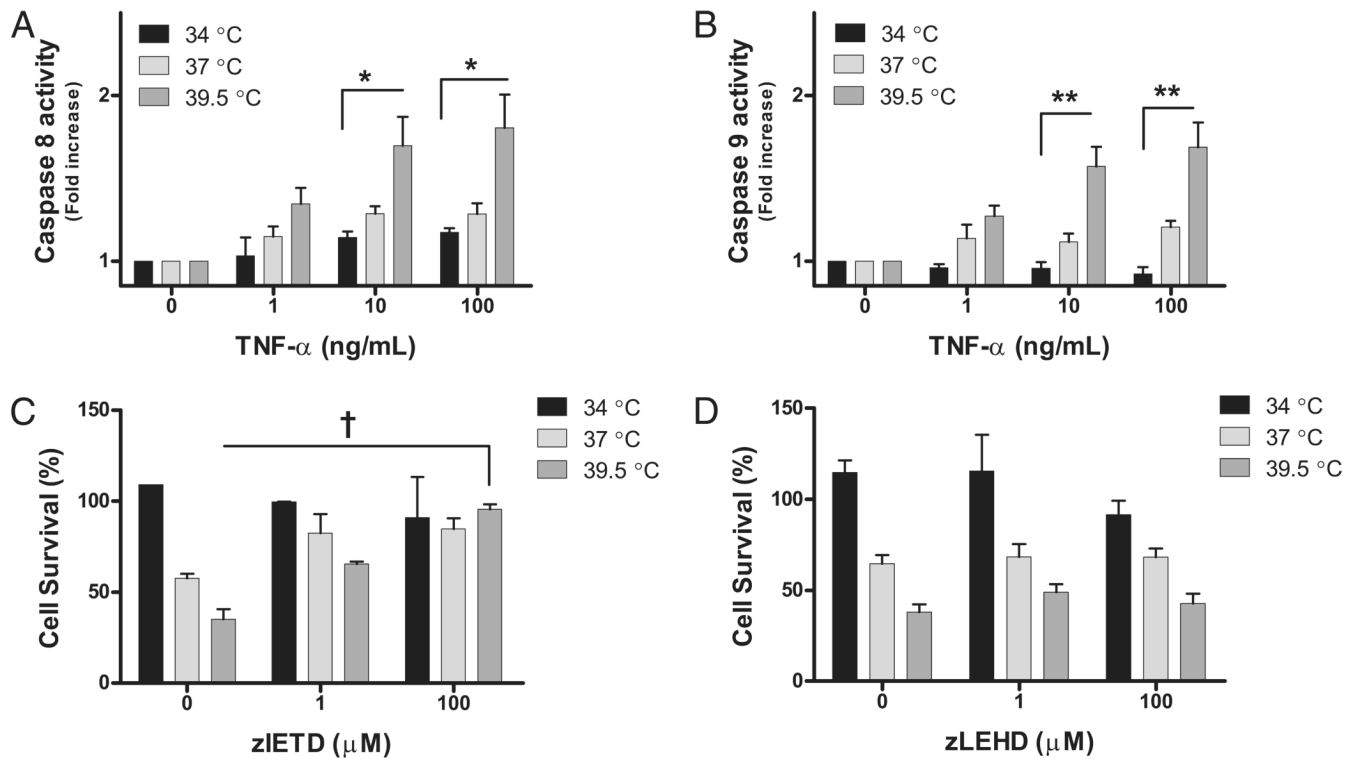 A
Caspase 8 activity
(Fold increase)
34 °C
37 °C
39.5 °C
*
*
2
1
0
1
10
100
TNF-α (ng/mL)
B
Caspase 9 activity
(Fold increase)
34 °C
37 °C
39.5 °C
**
**
2
1
0
1
10
100
TNF-α (ng/mL)
C
Cell Survival (%)
150
100
50
0
†
34 °C
37 °C
39.5 °C
0
1
100
zIETD (μM)
D
Cell Survival (%)
150
100
50
0
34 °C
37 °C
39.5 °C
0
1
100
zLEHD (μM)